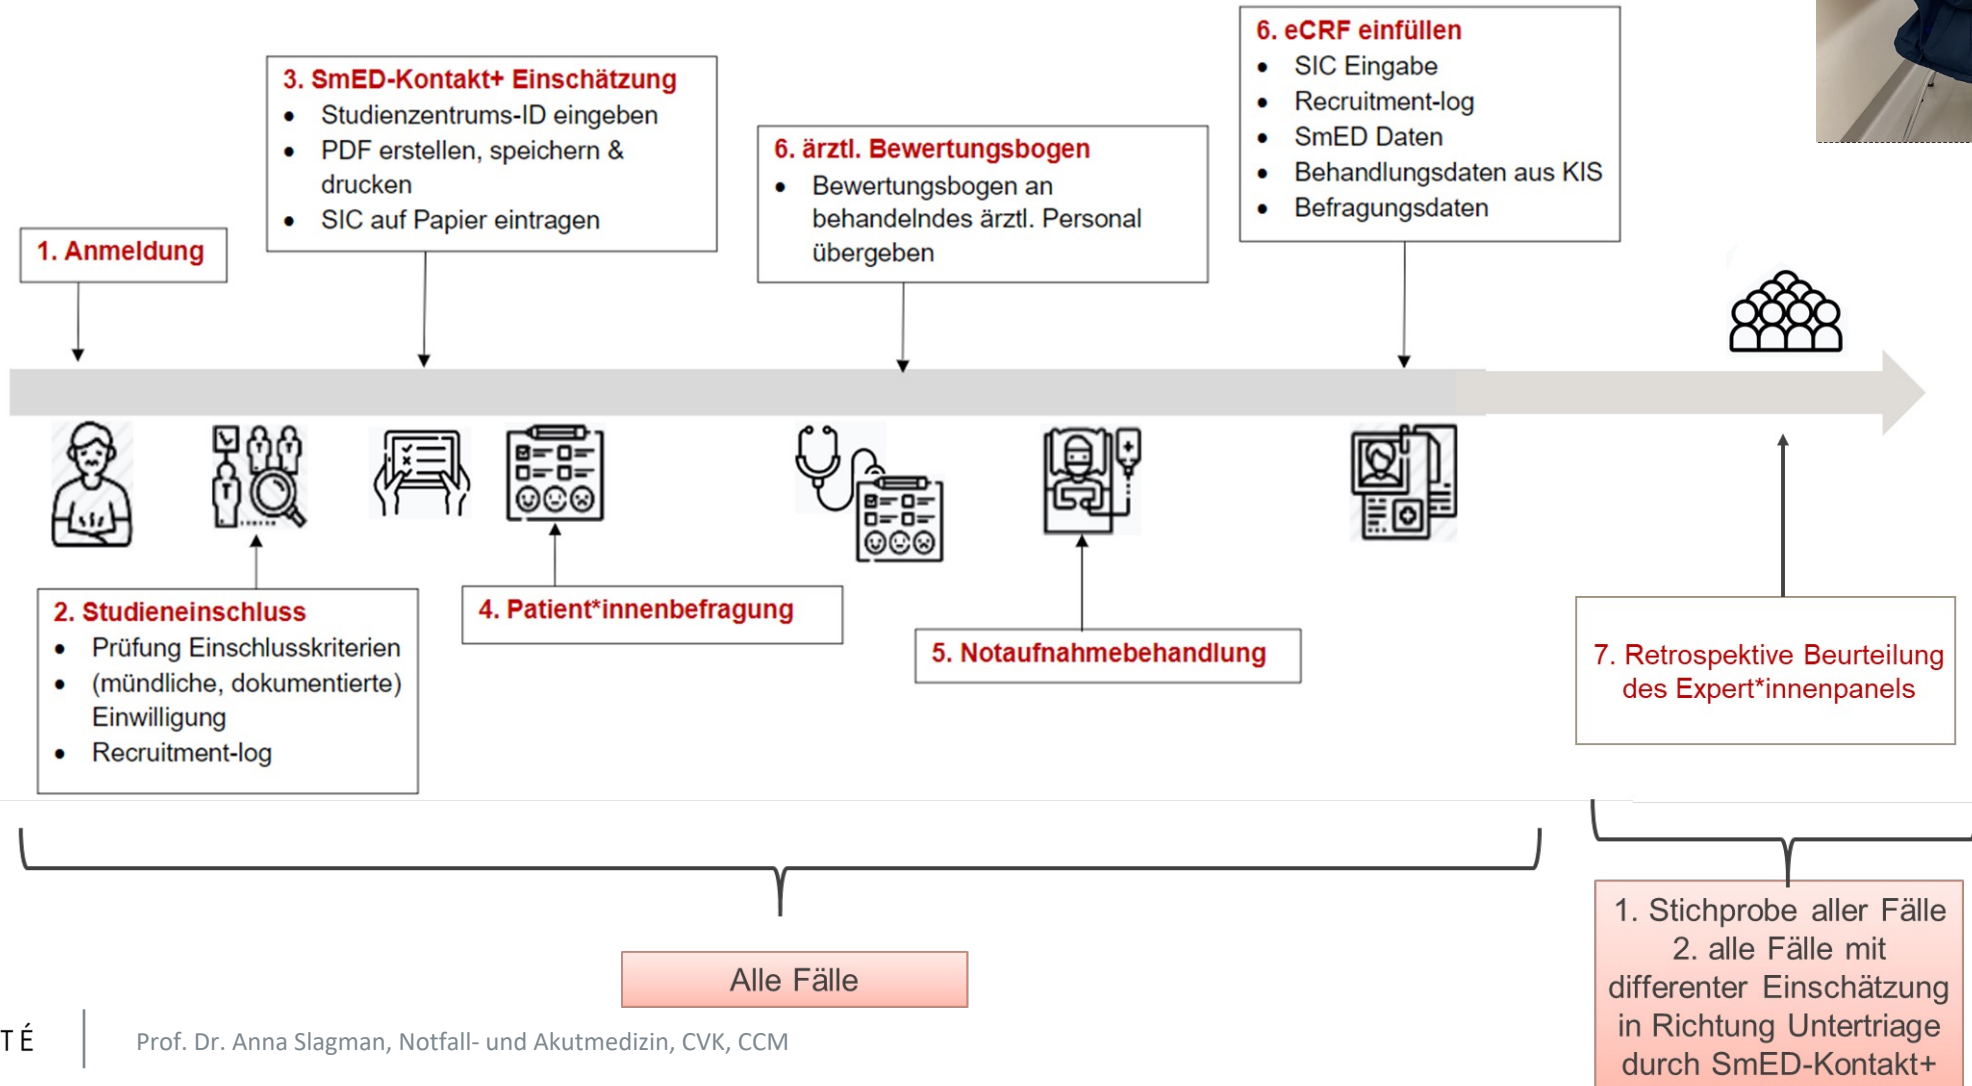 1. Anmeldung
2. Studieneinschluss
• Prüfung Einschlusskriterien
• (mündliche, dokumentierte)
Einwilligung
• Recruitment-log
3. SmED-Kontakt+ Einschätzung
• Studienzentrums-ID eingeben
• PDF erstellen, speichern &
drucken
• SIC auf Papier eintragen
4. Patient*innenbefragung
6. ärztl. Bewertungsbogen
• Bewertungsbogen an
behandelndes ärztl. Personal
übergeben
5. Notaufnahmebehandlung
6. eCRF einfüllen
• SIC Eingabe
• Recruitment-log
• SmED Daten
• Behandlungsdaten aus KIS
• Befragungsdaten
7. Retrospektive Beurteilung
des Expert*innenpanels
Alle Fälle
1. Stichprobe aller Fälle
2. alle Fälle mit
differenter Einschätzung
in Richtung Untertriage
durch SmED-Kontakt+
TÉ
Prof. Dr. Anna Slagman, Notfall- und Akutmedizin, CVK, CCM